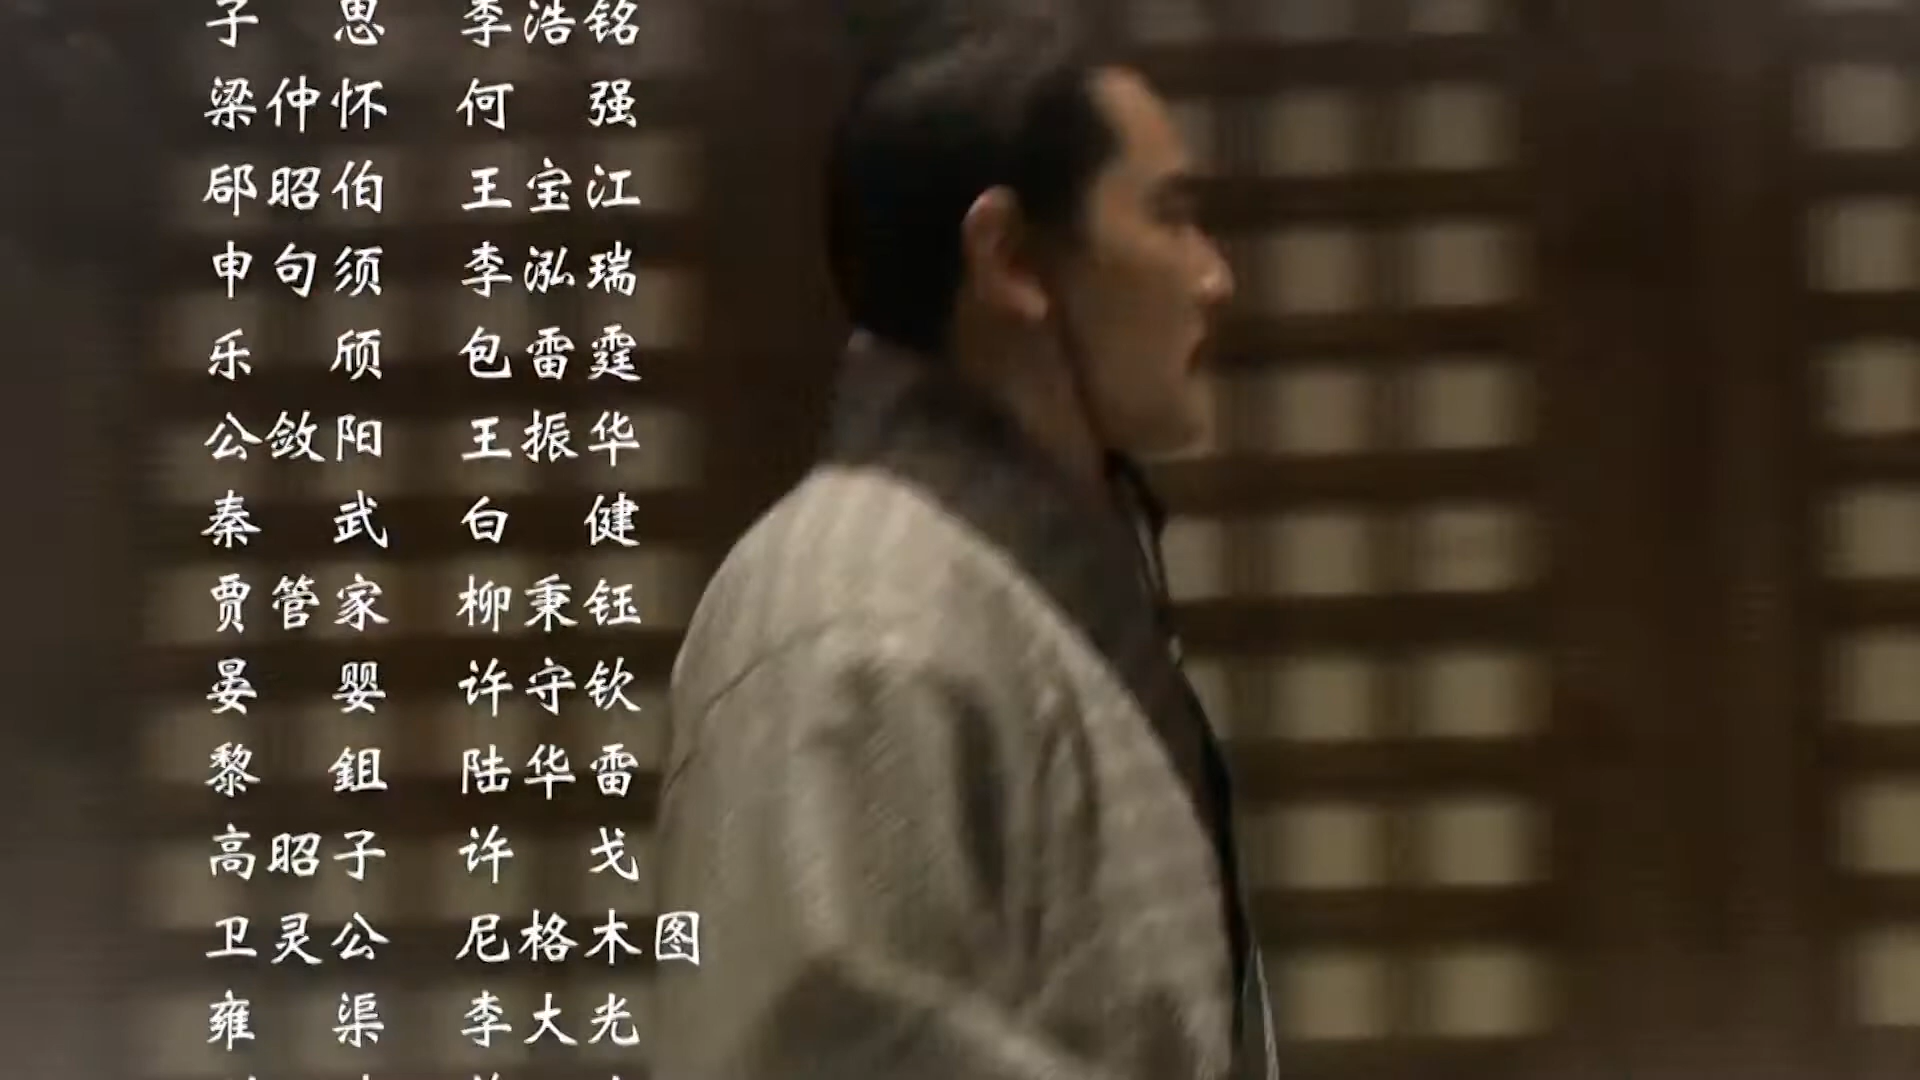 子思 李浩铭
梁仲怀 何强
郈昭伯 王宝江
申句须 李泓瑞
乐颀 包雷霆
公敛阳 王振华
秦武 白健
贾管家 柳秉钰
晏婴 许守钦
黎鉏 陆华雷
高昭子 许戈
卫灵公 尼格木图
雍渠 李大光